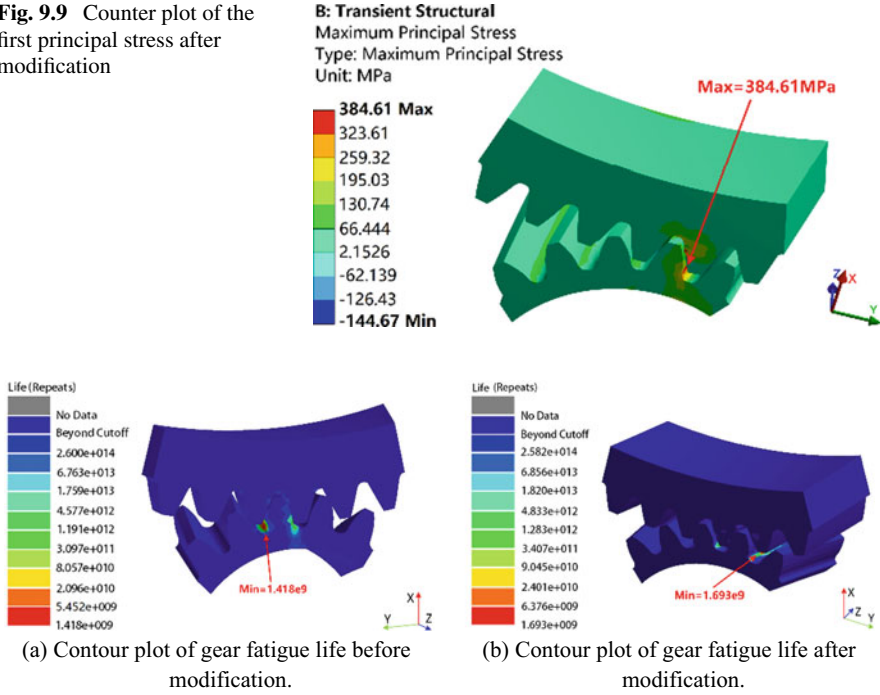 Fig. 9.9 Counter plot of the
first principal stress after
modification
B: Transient Structural
Maximum Principal Stress
Type: Maximum Principal Stress
Unit: MPa
384.61 Max
323.61
259.32
195.03
130.74
66.444
2.1526
-62.139
-126.43
-144.67 Min
Max=384.61MPa
Z
X
Y
Life (Repeats)
No Data
Beyond Cutoff
2.600e+014
6.763e+013
1.759e+013
4.577e+012
1.191e+012
3.097e+011
8.057e+010
2.096e+010
5.452e+009
1.418e+009
Min=1.418e9
X
Y
Z
(a) Contour plot of gear fatigue life before
modification.
Life (Repeats)
No Data
Beyond Cutoff
2.582e+014
6.856e+013
1.820e+013
4.833e+012
1.283e+012
3.407e+011
9.045e+010
2.401e+010
6.376e+009
1.693e+009
Min=1.693e9
X
Z
Y
(b) Contour plot of gear fatigue life after
modification.